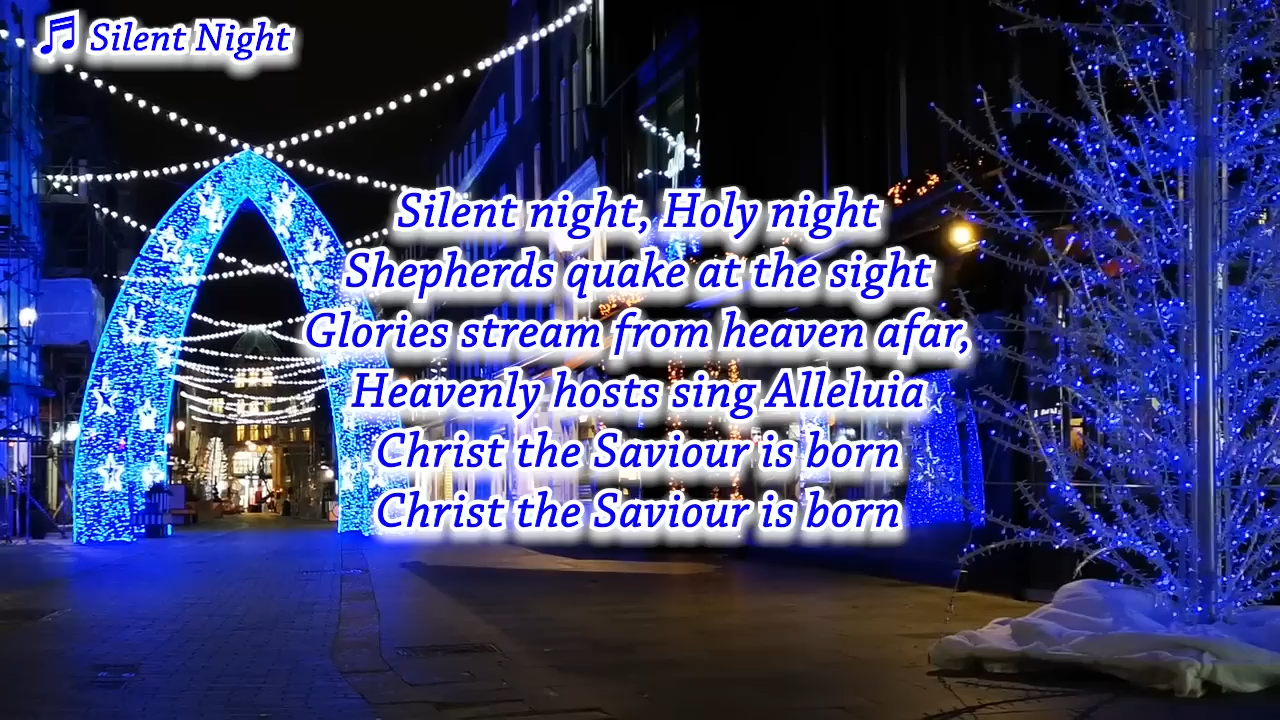 Silent Night
Silent night, Holy night
Shepherds quake at the sight
Glories stream from heaven afar,
Heavenly hosts sing Alleluia
Christ the Saviour is born
Christ the Saviour is born